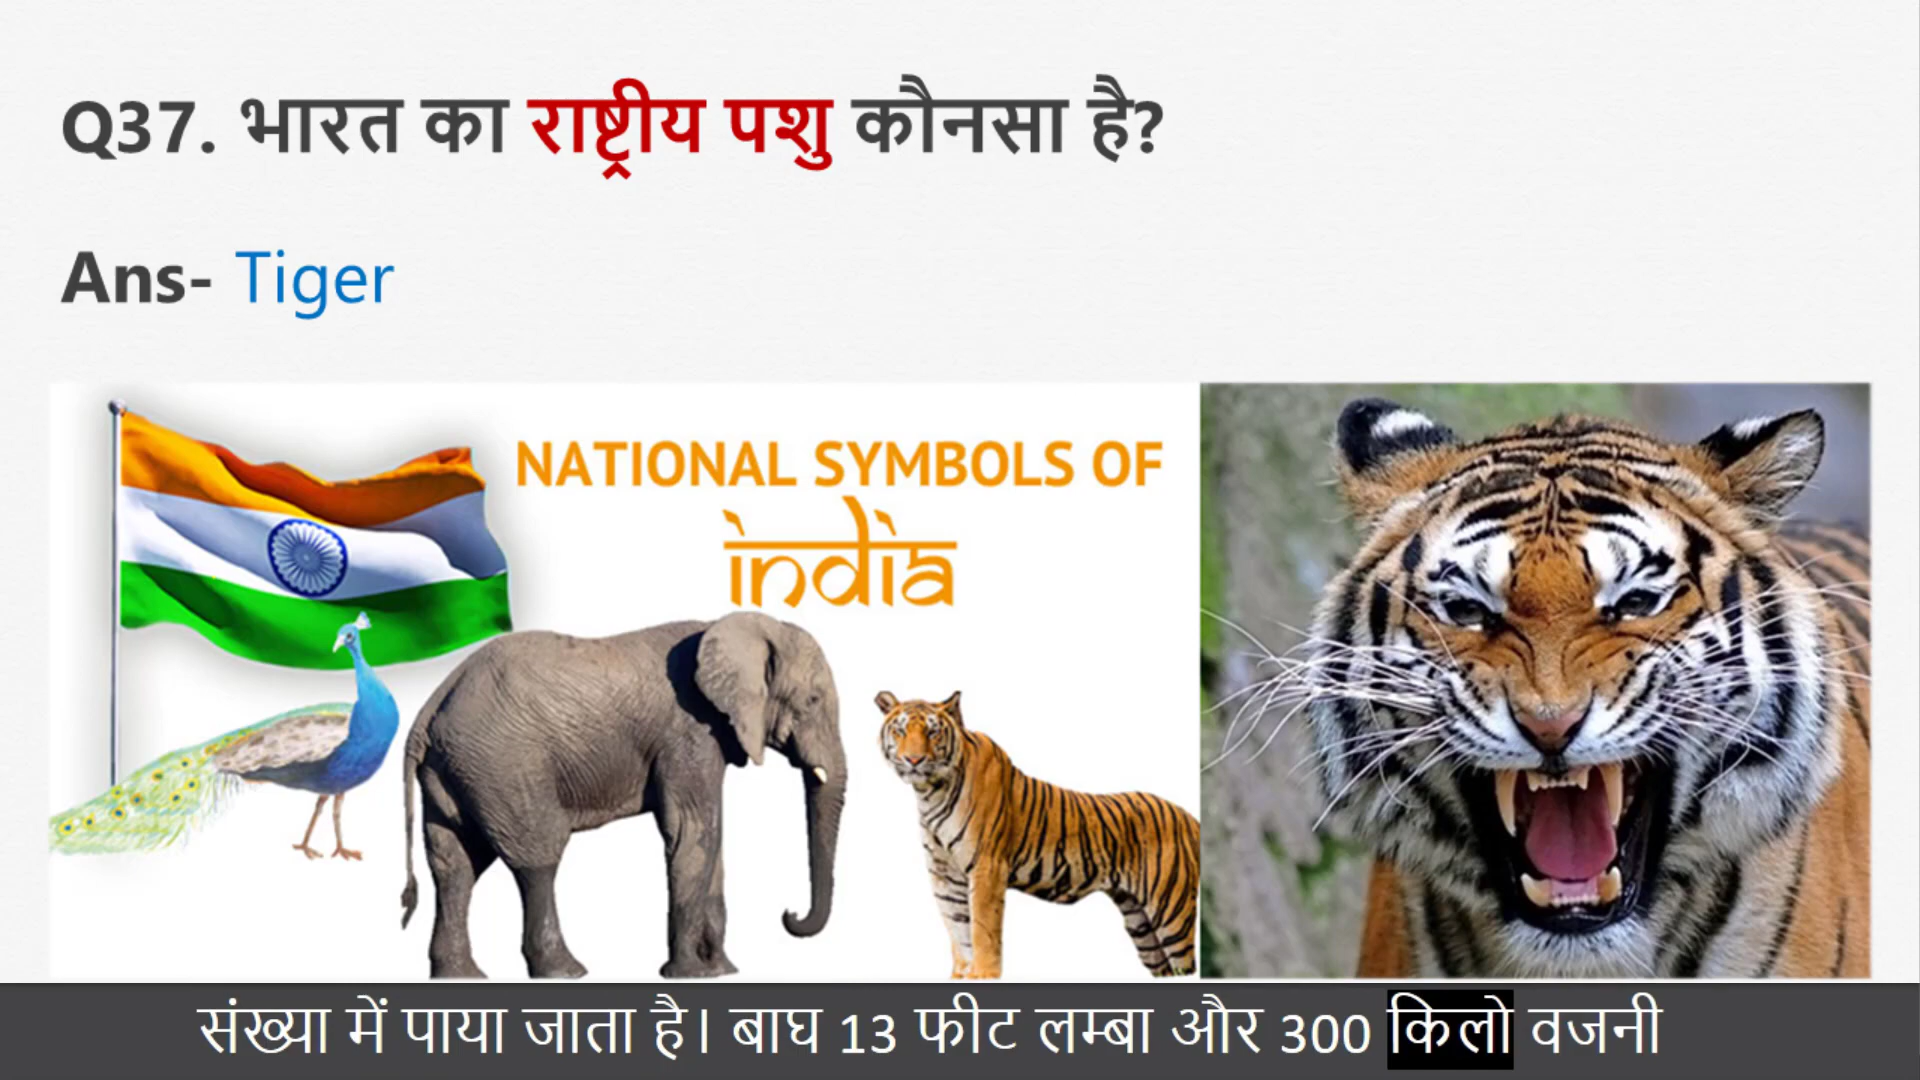 Q37. भारत का राष्ट्रीय पशु कौनसा है?
Ans- Tiger
NATIONAL SYMBOLS OF
india
संख्या में पाया जाता है। बाघ 13 फीट लम्बा और 300 किलो वजनी